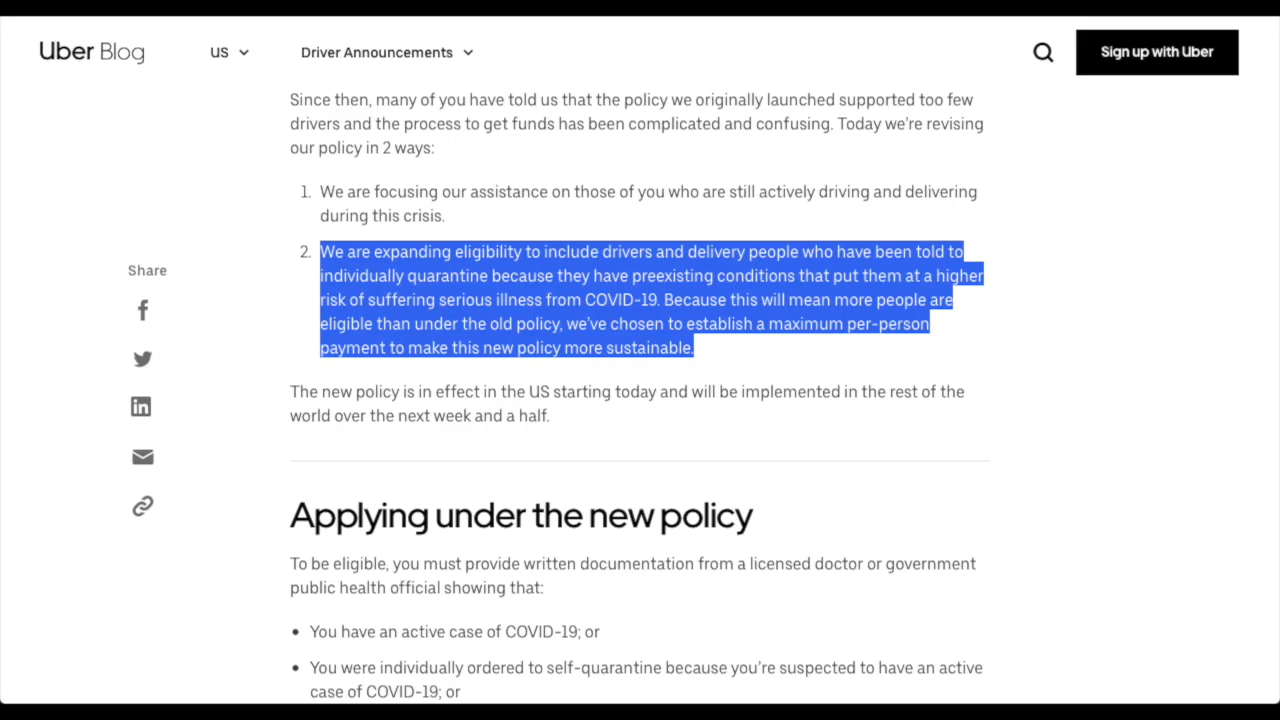 Uber Blog
US
Driver Announcements
Sign up with Uber
Since then, many of you have told us that the policy we originally launched supported too few
drivers and the process to get funds has been complicated and confusing. Today we're revising
our policy in 2 ways:
1. We are focusing our assistance on those of you who are still actively driving and delivering
during this crisis.
2. We are expanding eligibility to include drivers and delivery people who have been told to
individually quarantine because they have preexisting conditions that put them at a higher
risk of suffering serious illness from COVID-19. Because this will mean more people are
eligible than under the old policy, we've chosen to establish a maximum per-person
payment to make this new policy more sustainable.
Share
The new policy is in effect in the US starting today and will be implemented in the rest of the
world over the next week and a half.
Applying under the new policy
To be eligible, you must provide written documentation from a licensed doctor or government
public health official showing that:
• You have an active case of COVID-19; or
• You were individually ordered to self-quarantine because you're suspected to have an active
case of COVID-19; or